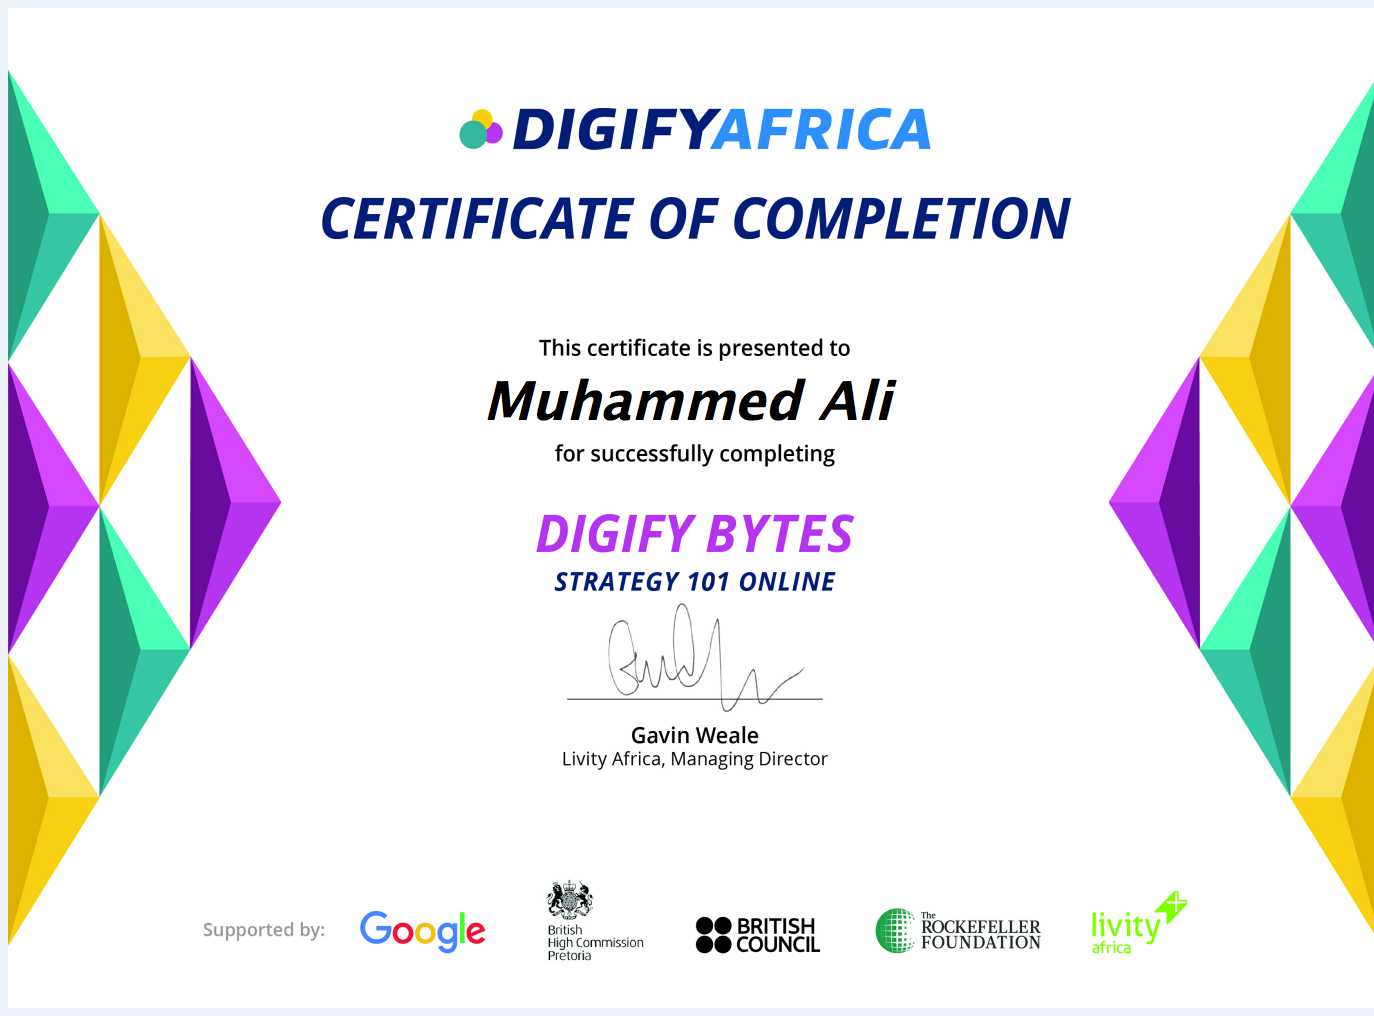 DIGIFYAFRICA
CERTIFICATE OF COMPLETION
This certificate is presented to
Muhammed Ali
for successfully completing
DIGIFY BYTES
STRATEGY 101 ONLINE
Gavin Weale
Livity Africa, Managing Director
Supported by:
Google
British
High Commission
Pretoria
BRITISH
COUNCIL
The
ROCKEFELLER
FOUNDATION
livity
africa